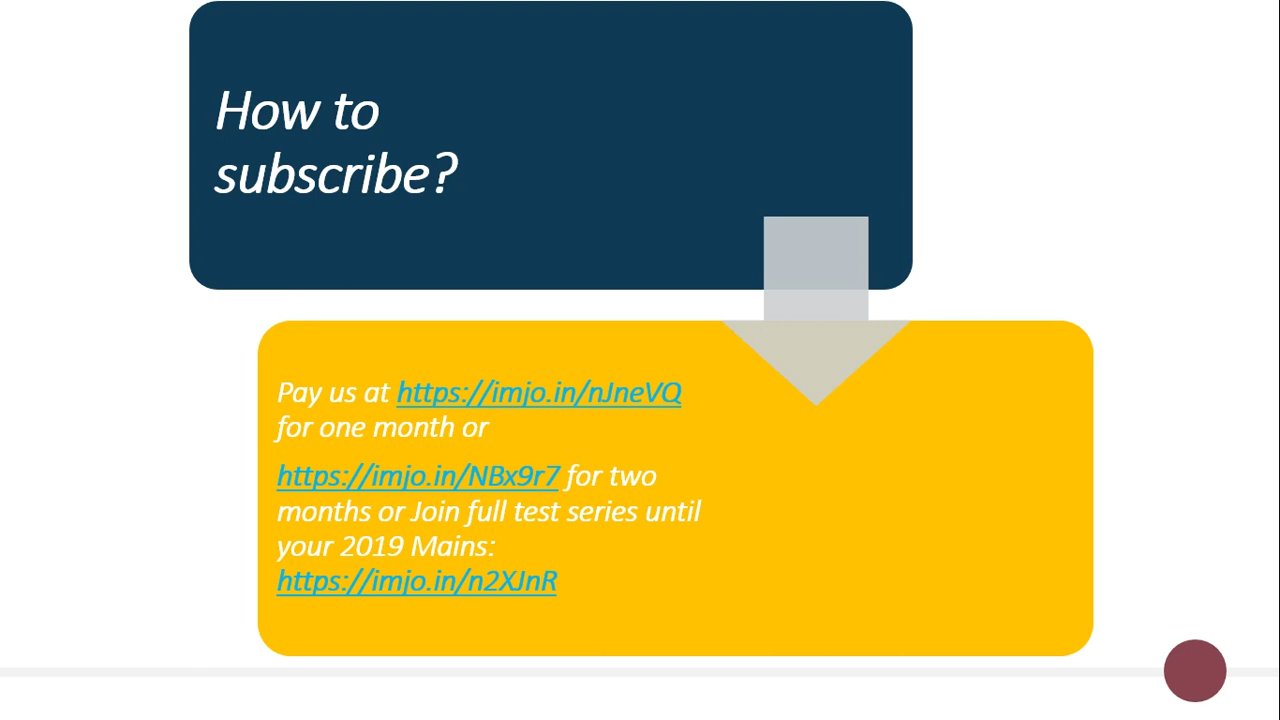 How to
subscribe?
Pay us at https://imjo.in/nJneVQ
for one month or
https://imjo.in/NBx9r7 for two
months or Join full test series until
your 2019 Mains:
https://imjo.in/n2XJnR